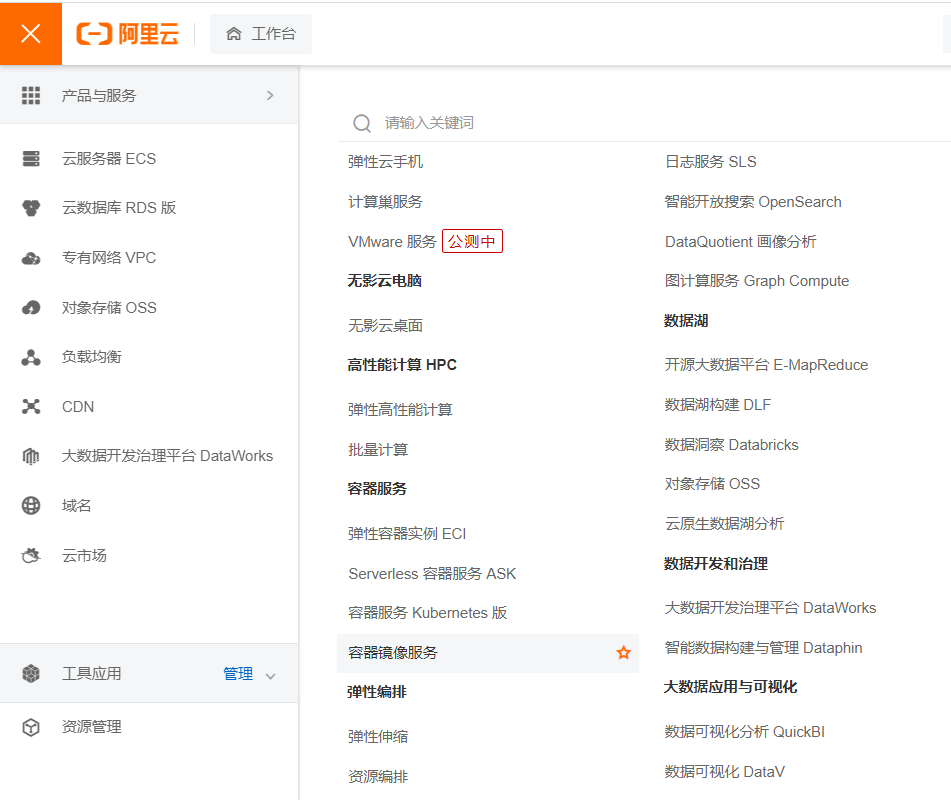 阿里云
工作台
产品与服务
云服务器 ECS
云数据库 RDS 版
专有网络 VPC
对象存储 OSS
负载均衡
CDN
大数据开发治理平台 DataWorks
域名
云市场
工具应用
管理
资源管理
请输入关键词
弹性云手机
计算巢服务
VMware 服务 公测中
无影云电脑
无影云桌面
高性能计算 HPC
弹性高性能计算
批量计算
容器服务
弹性容器实例 ECI
Serverless 容器服务 ASK
容器服务 Kubernetes 版
容器镜像服务
弹性编排
弹性伸缩
资源编排
日志服务 SLS
智能开放搜索 OpenSearch
DataQuotient 画像分析
图计算服务 Graph Compute
数据湖
开源大数据平台 E-MapReduce
数据湖构建 DLF
数据洞察 Databricks
对象存储 OSS
云原生数据湖分析
数据开发和治理
大数据开发治理平台 DataWorks
智能数据构建与管理 Dataphin
大数据应用与可视化
数据可视化分析 QuickBI
数据可视化 DataV